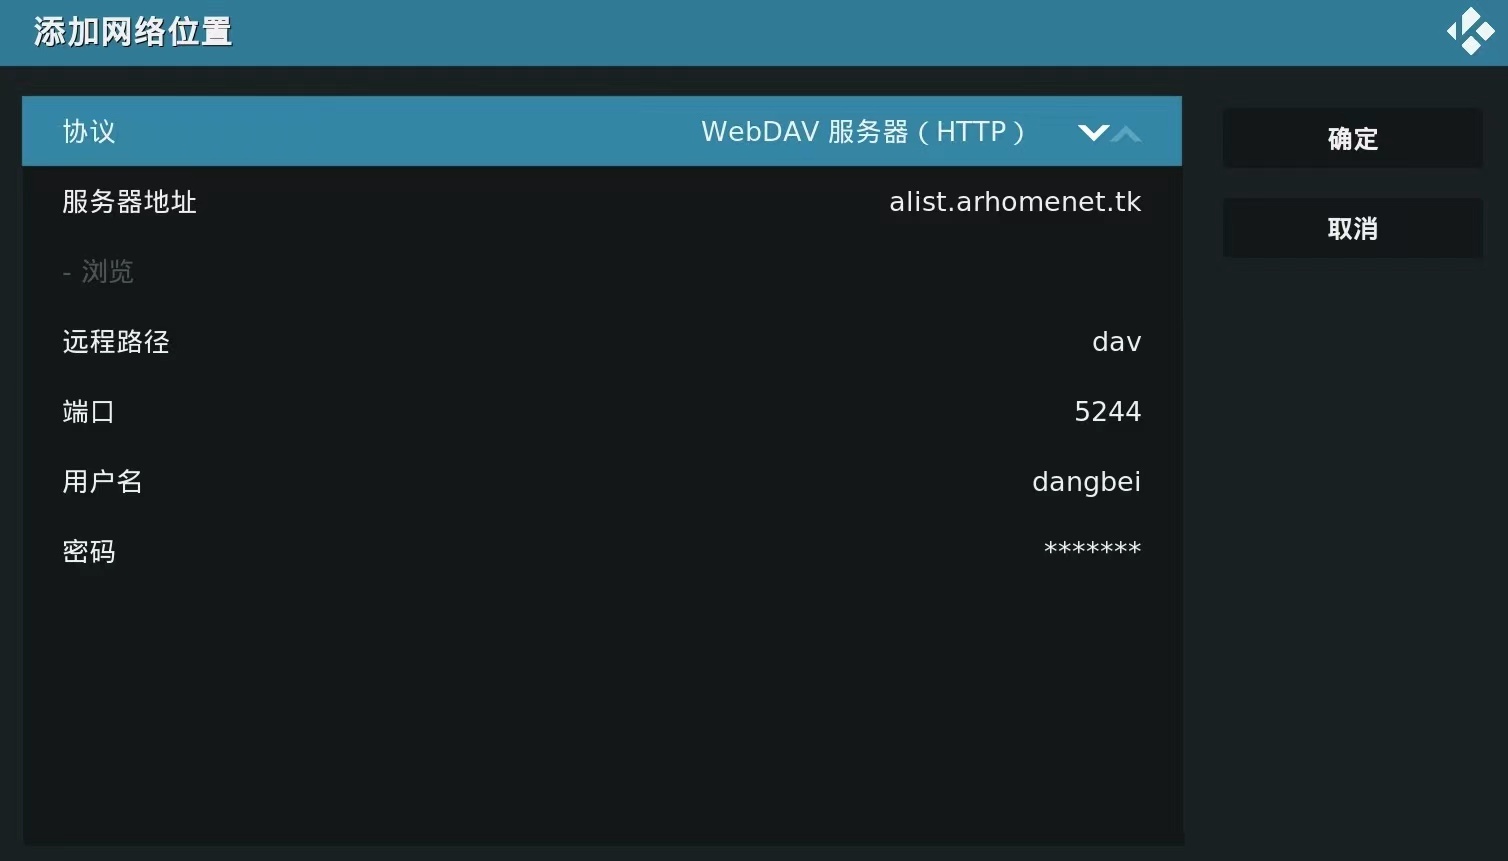 添加网络位置
协议 WebDAV 服务器（HTTP）
确定
服务器地址 alist.arhomenet.tk
取消
- 浏览
远程路径 dav
端口 5244
用户名 dangbei
密码 *******